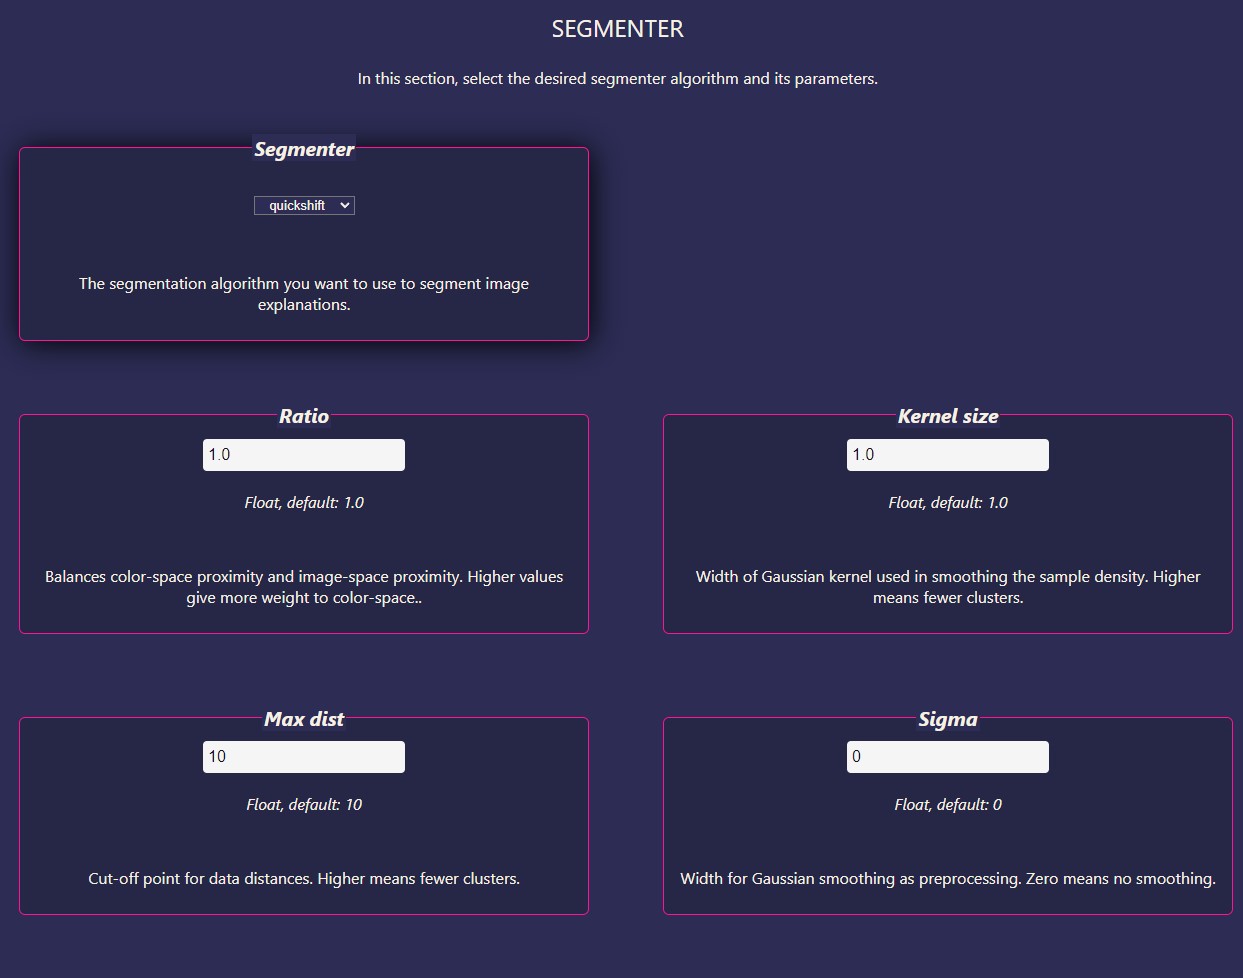 SEGMENTER
In this section, select the desired segmenter algorithm and its parameters.
Segmenter
quickshift
The segmentation algorithm you want to use to segment image
explanations.
Ratio
1.0
Float, default: 1.0
Balances color-space proximity and image-space proximity. Higher values
give more weight to color-space..
Kernel size
1.0
Float, default: 1.0
Width of Gaussian kernel used in smoothing the sample density. Higher
means fewer clusters.
Max dist
10
Float, default: 10
Cut-off point for data distances. Higher means fewer clusters.
Sigma
0
Float, default: 0
Width for Gaussian smoothing as preprocessing. Zero means no smoothing.